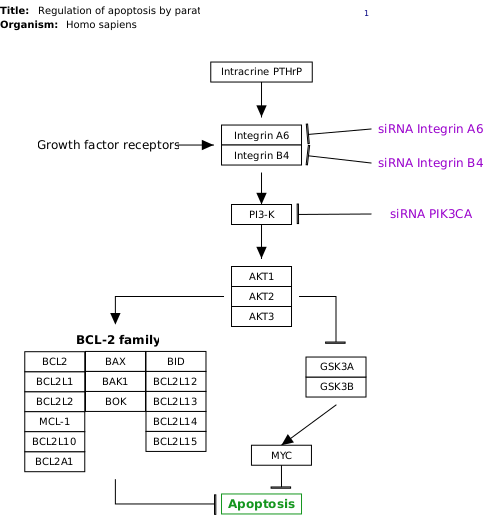 Title: Regulation of apoptosis by parat
1
Organism: Homo sapiens
Intracrine PTHrP
Growth factor receptors
Integrin A6
Integrin B4
siRNA Integrin A6
siRNA Integrin B4
PI3-K
siRNA PIK3CA
AKT1
AKT2
AKT3
BCL-2 family
BCL2 BAX BID
BCL2L1 BAK1 BCL2L12
BCL2L2 BOK BCL2L13
MCL-1 BCL2L14
BCL2L10 BCL2L15
BCL2A1
GSK3A
GSK3B
MYC
Apoptosis